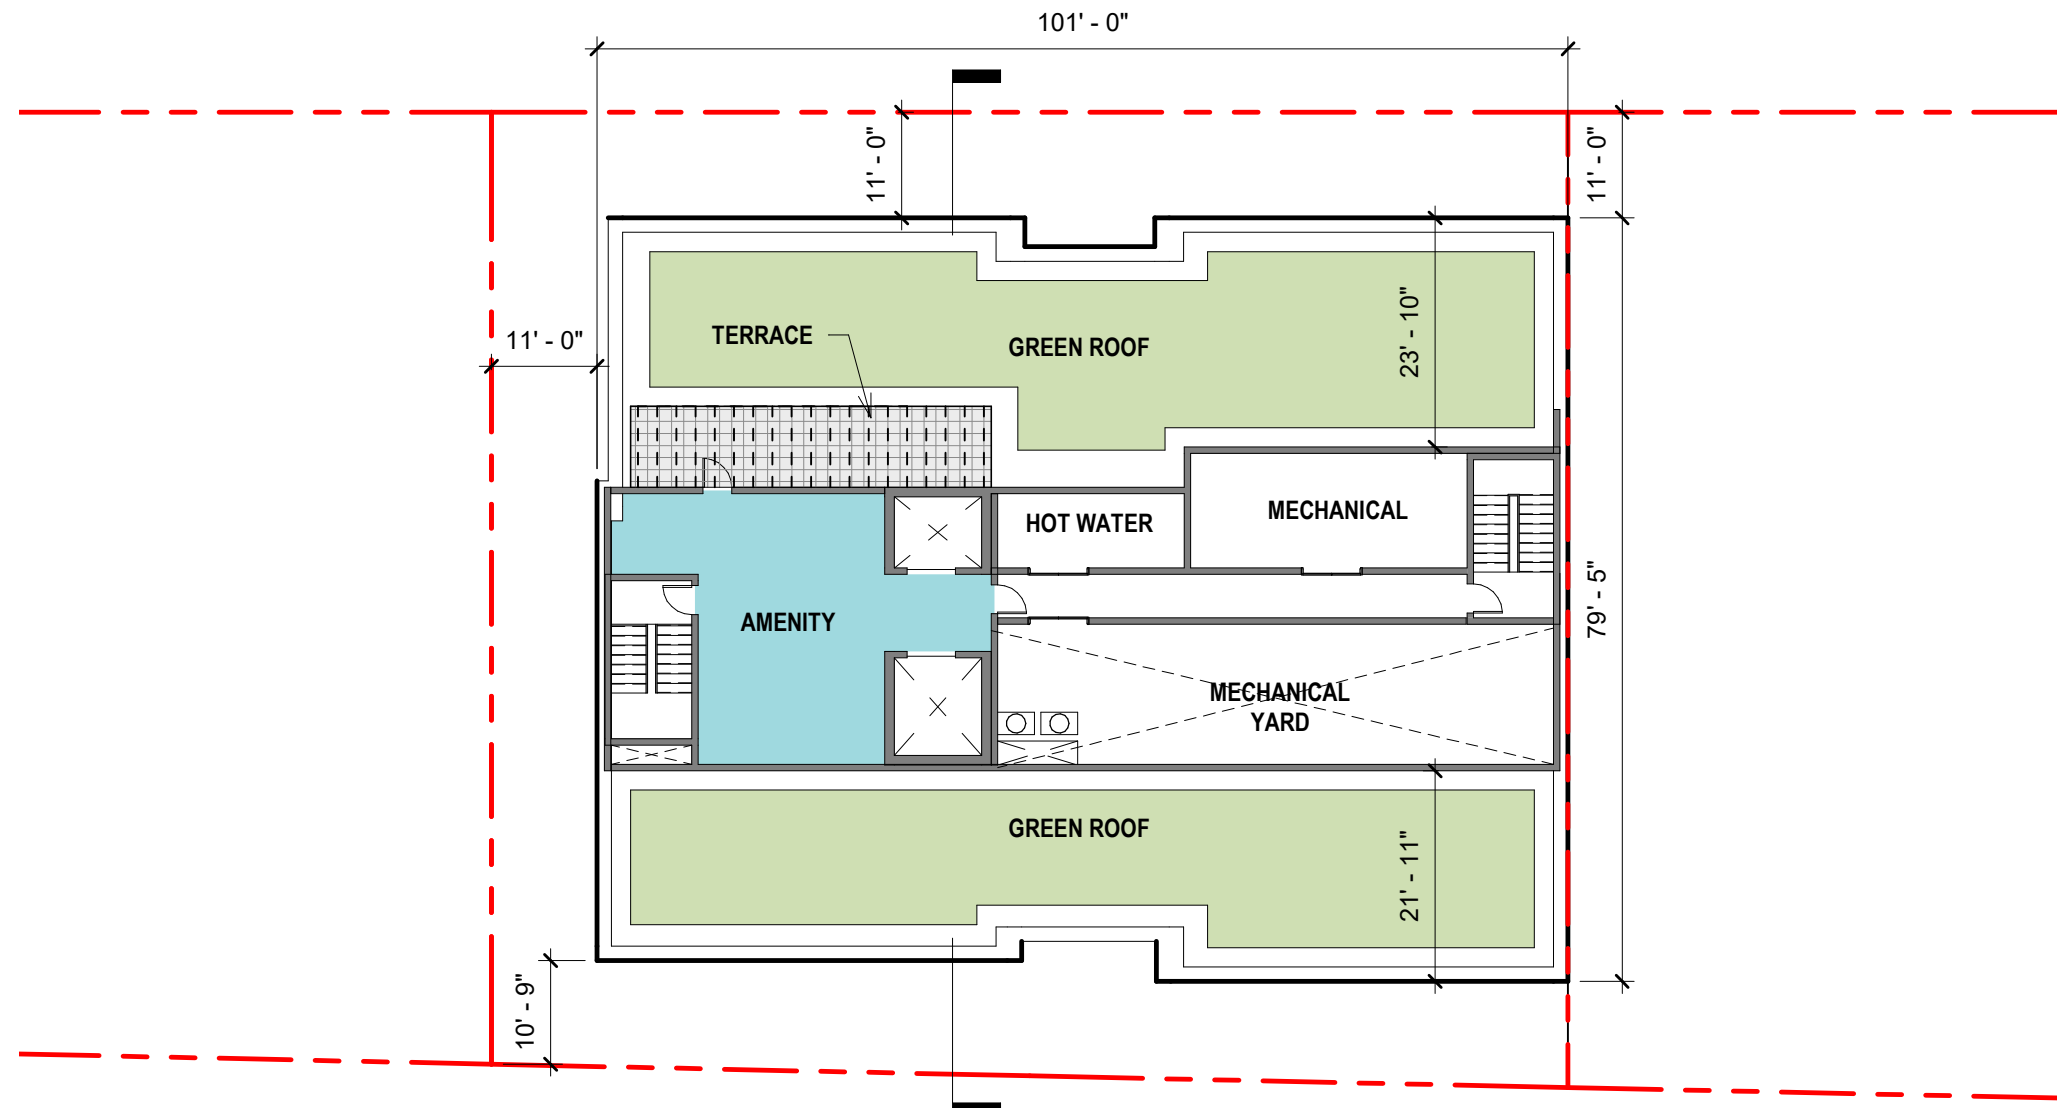 101' - 0"
11' - 0"
11' - 0"
11' - 0"
TERRACE
GREEN ROOF
23' - 10"
HOT WATER
MECHANICAL
AMENITY
79' - 5"
MECHANICAL
YARD
GREEN ROOF
21' - 11"
10' - 9"